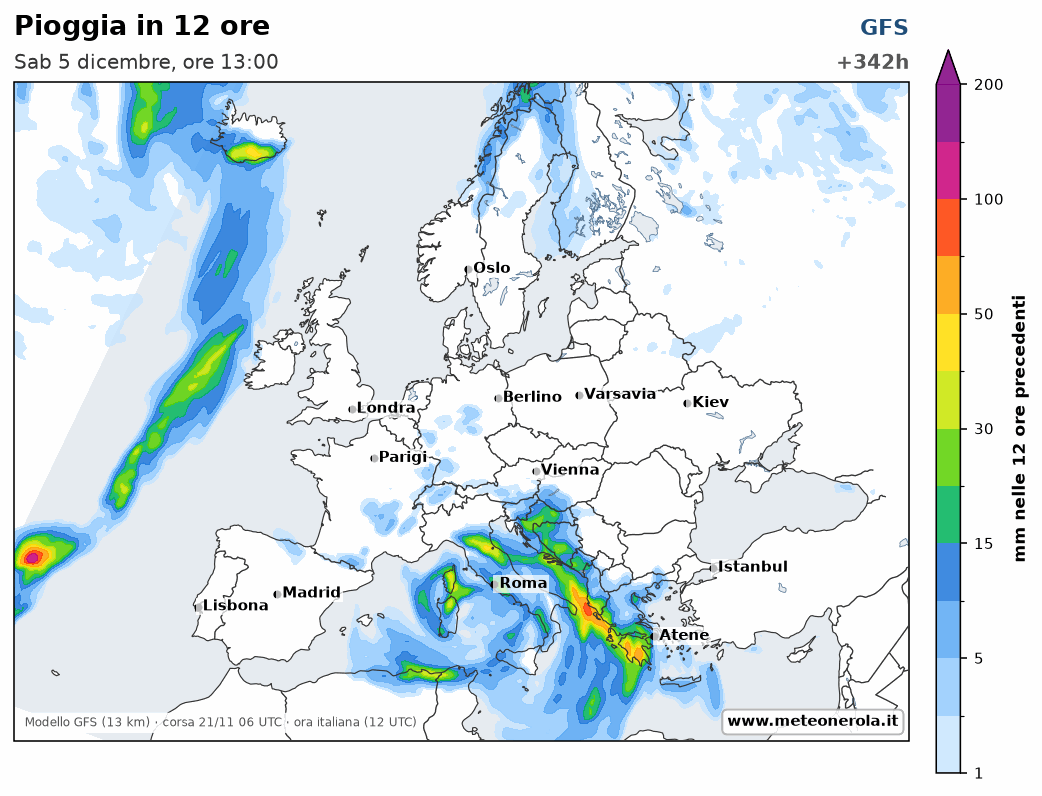 Pioggia in 12 ore
GFS
Sab 5 dicembre, ore 13:00
+342h
200
100
50
30
15
5
1
mm nelle 12 ore precedenti
Oslo
Londra
Berlino
Varsavia
Kiev
Parigi
Vienna
Roma
Istanbul
Madrid
Lisbona
Atene
Modello GFS (13 km) · corsa 21/11 06 UTC · ora italiana (12 UTC)
www.meteonerola.it